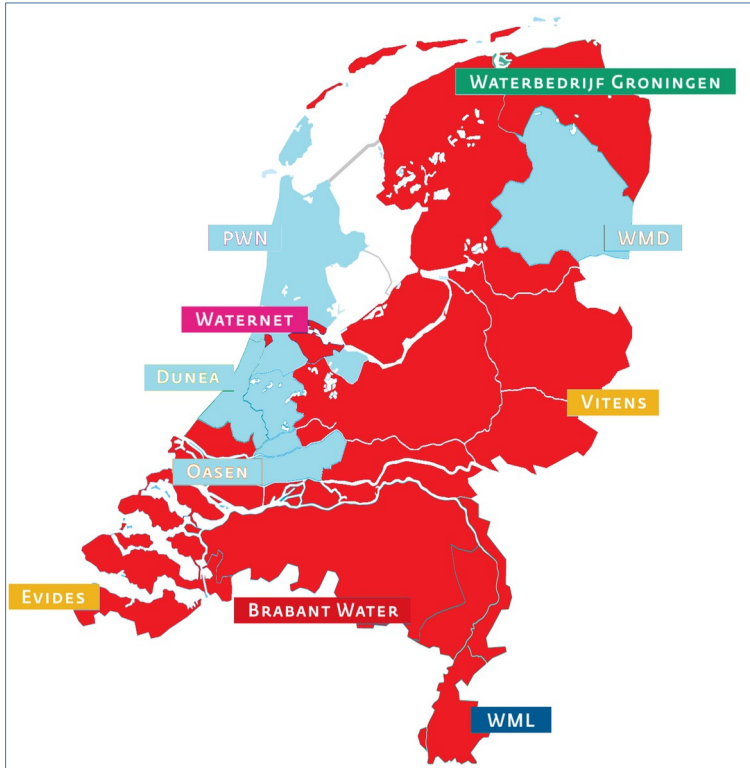 WATERBEDRIJF GRONINGEN
PWN
WMD
WATERNET
DUNEA
VITENS
OASEN
EVIDES
BRABANT WATER
WML